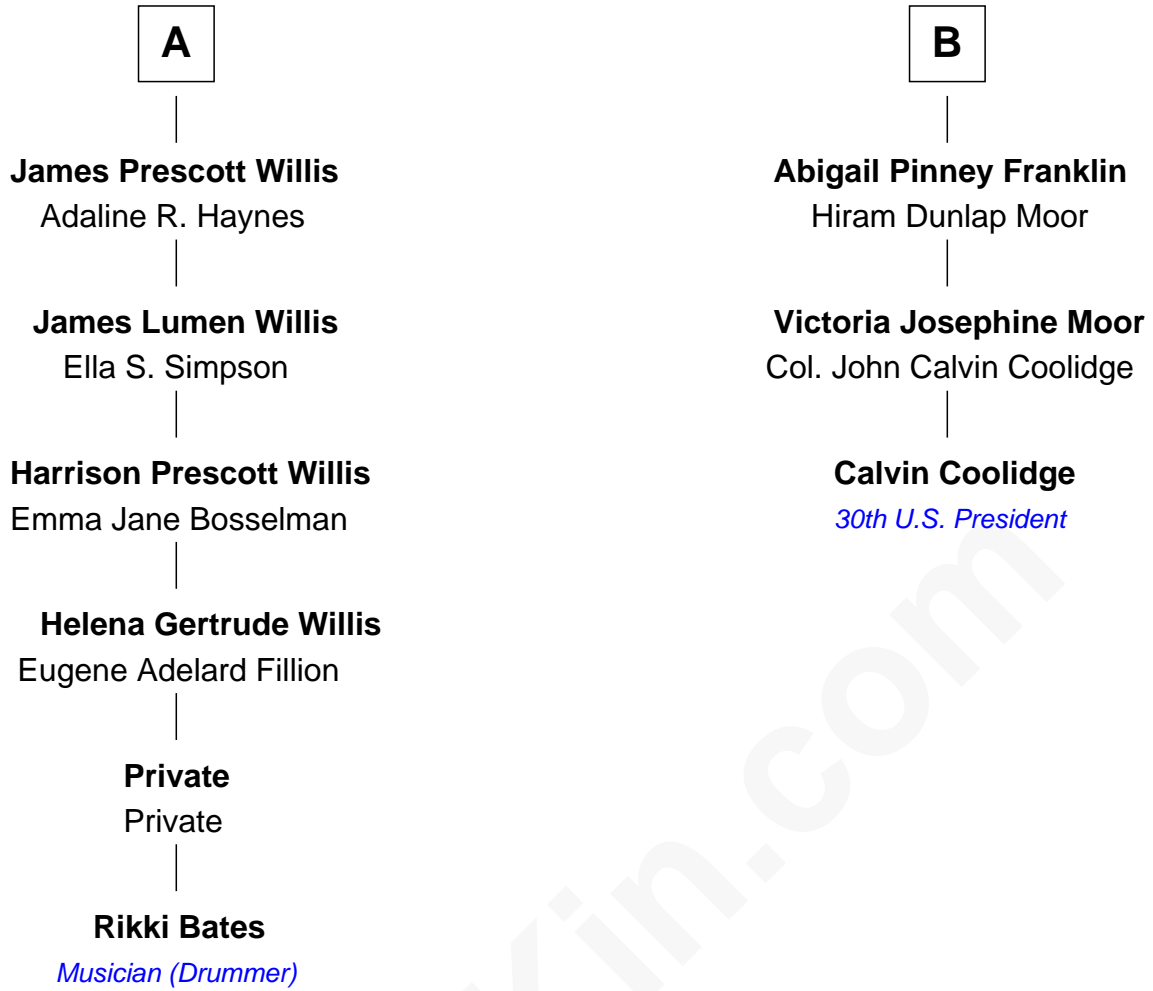 A
James Prescott Willis
Adaline R. Haynes
James Lumen Willis
Ella S. Simpson
Harrison Prescott Willis
Emma Jane Bosselman
Helena Gertrude Willis
Eugene Adelard Fillion
Private
Private
Rikki Bates
Musician (Drummer)
B
Abigail Pinney Franklin
Hiram Dunlap Moor
Victoria Josephine Moor
Col. John Calvin Coolidge
Calvin Coolidge
30th U.S. President
Kin.com